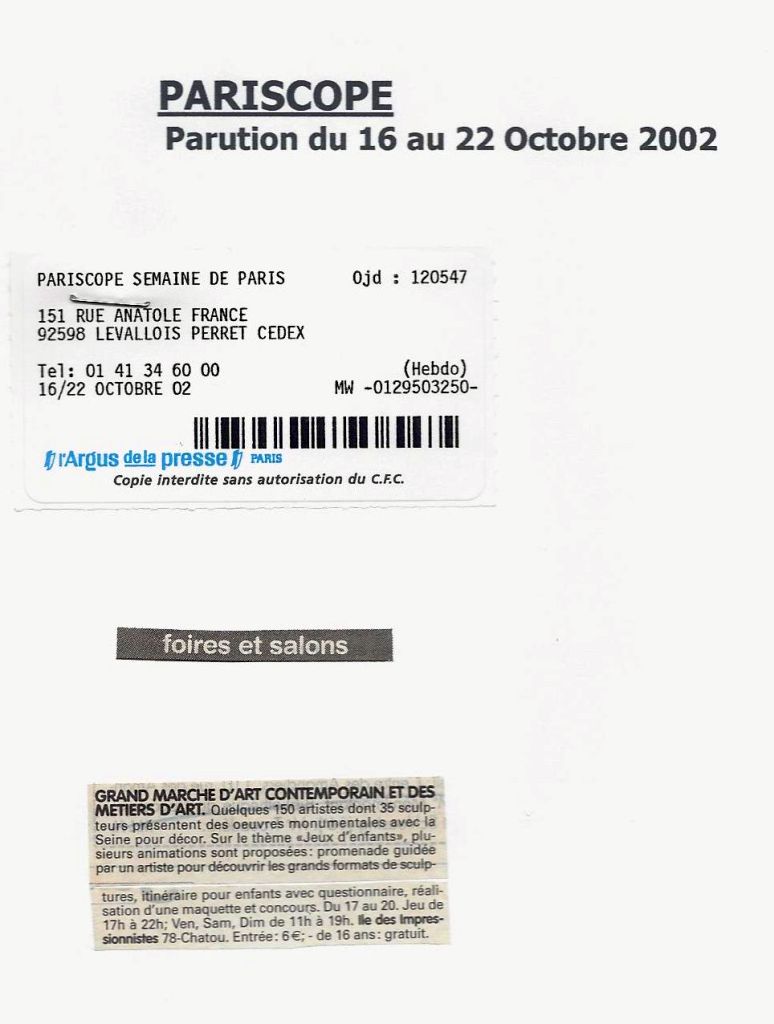 PARISCOPE
Parution du 16 au 22 Octobre 2002
PARISCOPE SEMAINE DE PARIS Ojd : 120547
151 RUE ANATOLE FRANCE
92598 LEVALLOIS PERRET CEDEX
Tel: 01 41 34 60 00 (Hebdo)
16/22 OCTOBRE 02 MW -0129503250-
l'Argus de la presse PARIS
Copie interdite sans autorisation du C.F.C.
foires et salons
GRAND MARCHE D'ART CONTEMPORAIN ET DES
METIERS D'ART. Quelques 150 artistes dont 35 sculp-
teurs présentent des oeuvres monumentales avec la
Seine pour décor. Sur le thème «Jeux d'enfants», plu-
sieurs animations sont proposées: promenade guidée
par un artiste pour découvrir les grands formats de sculp-
tures, itinéraire pour enfants avec questionnaire, réali-
sation d'une maquette et concours. Du 17 au 20. Jeu de
17h à 22h; Ven, Sam, Dim de 11h à 19h. Ile des Impres-
sionnistes 78-Chatou. Entrée: 6€; - de 16 ans: gratuit.